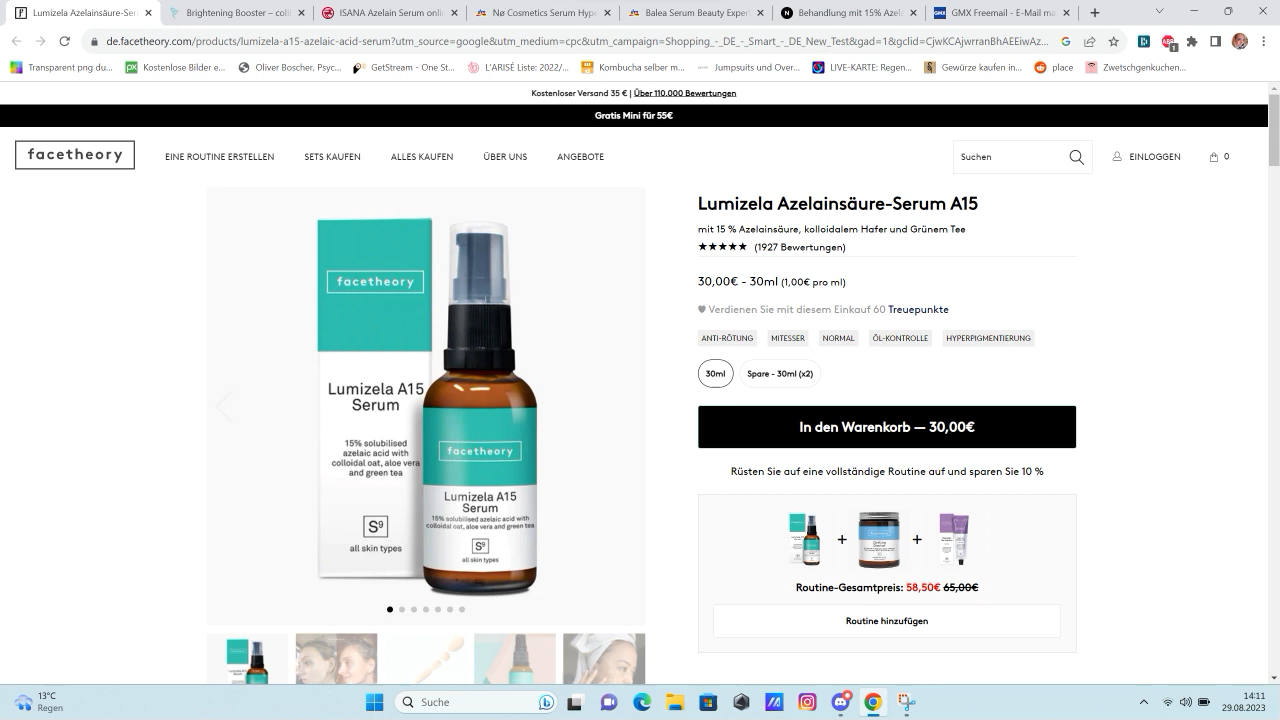 Lumizela Azelainsäure-Ser
Brightening Booster – colli
ISANA Azelain Serum onlin
No Cosmetics Serum Hype
Balea Serum Beauty Exper
Behandlung mit 15% Azela
GMX Freemail - E-Mail ma
de.facetheory.com/products/lumizela-a15-azelaic-acid-serum?utm_source=google&utm_medium=cpc&utm_campaign=Shopping_-_DE_-_Smart_-_DE_New_Test&gad=1&gclid=CjwKCAjwrranBhAEEiwAz...
Transparent png du...
Kostenlose Bilder e...
Oliver Boscher, Psyc...
GetStream - One St...
L'ARISÉ Liste: 2022/...
Kombucha selber m...
Jumpsuits und Over...
LIVE-KARTE: Regen...
Gewürze kaufen in...
place
Zwetschgenkuchen...
Kostenloser Versand 35 € | Über 110.000 Bewertungen
Gratis Mini für 55€
facetheory
EINE ROUTINE ERSTELLEN
SETS KAUFEN
ALLES KAUFEN
ÜBER UNS
ANGEBOTE
Suchen
EINLOGGEN
0
facetheory
Lumizela A15
Serum
15% solubilised
azelaic acid with
colloidal oat, aloe vera
and green tea
S9
all skin types
facetheory
Lumizela A15
Serum
15% solubilised azelaic acid with
colloidal oat, aloe vera and green tea
S9
all skin types
Lumizela Azelainsäure-Serum A15
mit 15 % Azelainsäure, kolloidalem Hafer und Grünem Tee
★★★★★ (1927 Bewertungen)
30,00€ - 30ml (1,00€ pro ml)
Verdienen Sie mit diesem Einkauf 60 Treuepunkte
ANTI-RÖTUNG
MITESSER
NORMAL
ÖL-KONTROLLE
HYPERPIGMENTIERUNG
30ml
Spare - 30ml (x2)
In den Warenkorb — 30,00€
Rüsten Sie auf eine vollständige Routine auf und sparen Sie 10 %
+
+
Routine-Gesamtpreis: 58,50€ 65,00€
Routine hinzufügen
13°C
Regen
Suche
14:11
29.08.2023